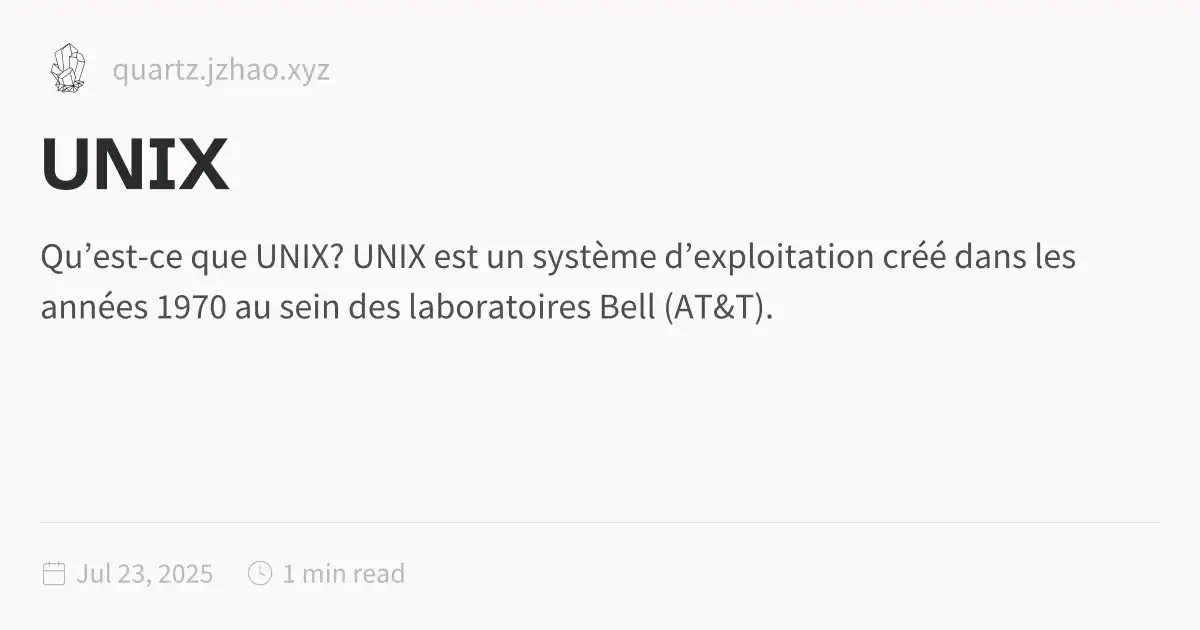 quartz.jzhao.xyz
UNIX
Qu’est-ce que UNIX? UNIX est un système d’exploitation créé dans les
années 1970 au sein des laboratoires Bell (AT&T).
Jul 23, 2025 1 min read